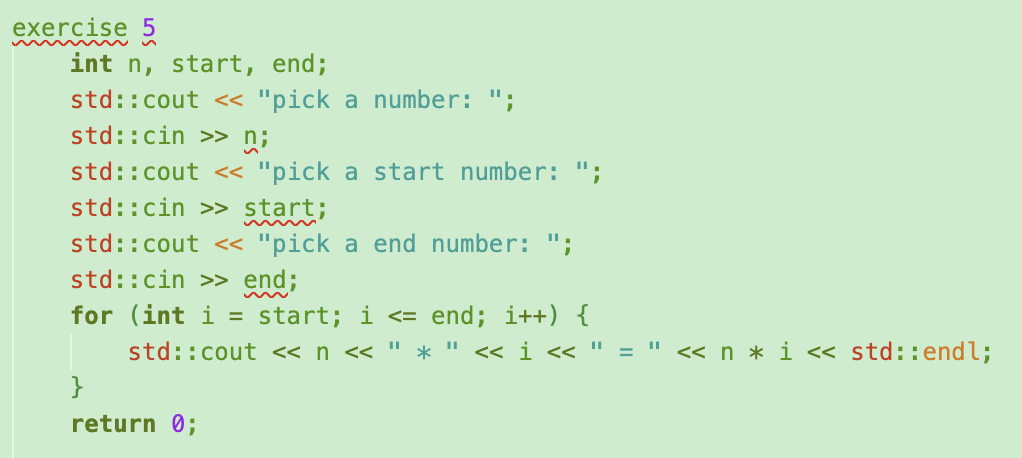 exercise 5
int n, start, end;
std::cout << "pick a number: ";
std::cin >> n;
std::cout << "pick a start number: ";
std::cin >> start;
std::cout << "pick a end number: ";
std::cin >> end;
for (int i = start; i <= end; i++) {
std::cout << n << " * " << i << " = " << n * i << std::endl;
}
return 0;